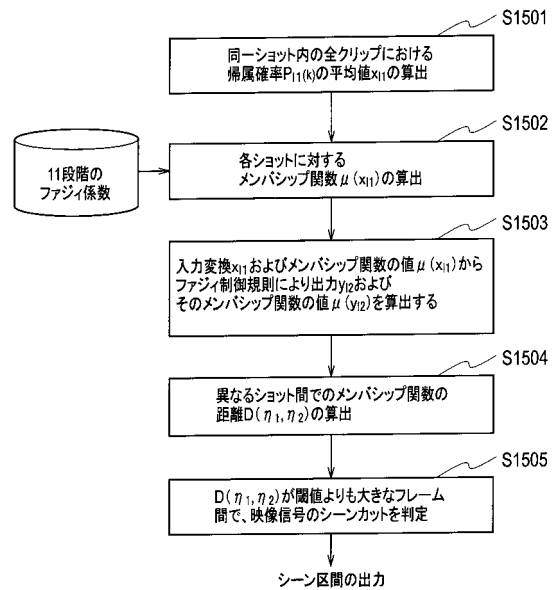 S1501
同一ショット内の全クリップにおける
帰属確率Pl1(k)の平均値xl1の算出
S1502
11段階の
ファジィ係数
各ショットに対する
メンバシップ関数μ(xl1)の算出
S1503
入力変換xl1およびメンバシップ関数の値μ(xl1)から
ファジィ制御規則により出力yl2および
そのメンバシップ関数の値μ(yl2)を算出する
S1504
異なるショット間でのメンバシップ関数の
距離D(η1,η2)の算出
S1505
D(η1,η2)が閾値よりも大きなフレーム
間で、映像信号のシーンカットを判定
シーン区間の出力